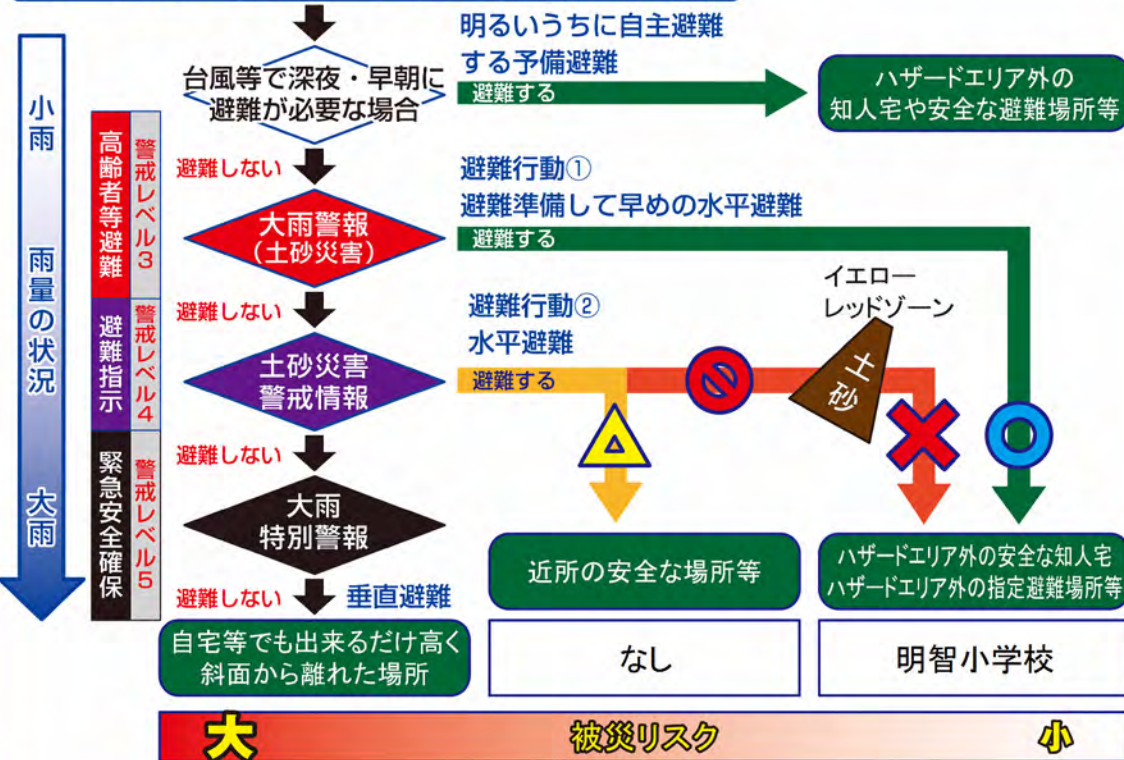 明るいうちに自主避難
する予備避難
台風等で深夜・早朝に
避難が必要な場合
避難する
ハザードエリア外の
知人宅や安全な避難場所等
小雨
雨量の状況
大雨
高齢者等避難
警戒レベル3
避難指示
警戒レベル4
緊急安全確保
警戒レベル5
避難しない
避難行動①
避難準備して早めの水平避難
大雨警報
(土砂災害)
避難する
イエロー
レッドゾーン
避難しない
避難行動②
水平避難
土砂災害
警戒情報
避難する
土砂
避難しない
大雨
特別警報
近所の安全な場所等
ハザードエリア外の安全な知人宅
ハザードエリア外の指定避難場所等
避難しない
垂直避難
自宅等でも出来るだけ高く
斜面から離れた場所
なし
明智小学校
大
被災リスク
小